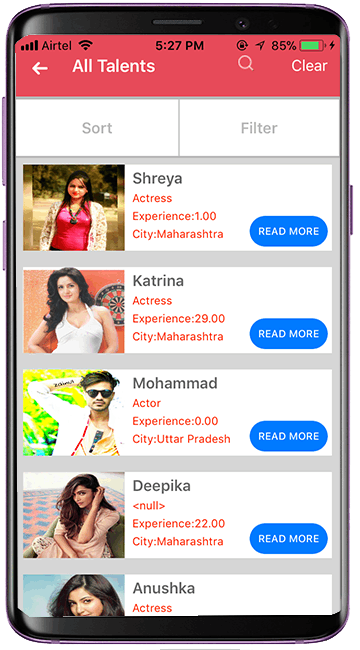 Airtel 5:27 PM 85%
All Talents Clear
Sort Filter
Shreya
Actress
Experience:1.00
City:Maharashtra
READ MORE
Katrina
Actress
Experience:29.00
City:Maharashtra
READ MORE
Mohammad
Actor
Experience:0.00
City:Uttar Pradesh
READ MORE
Deepika
<null>
Experience:22.00
City:Maharashtra
READ MORE
Anushka
Actress